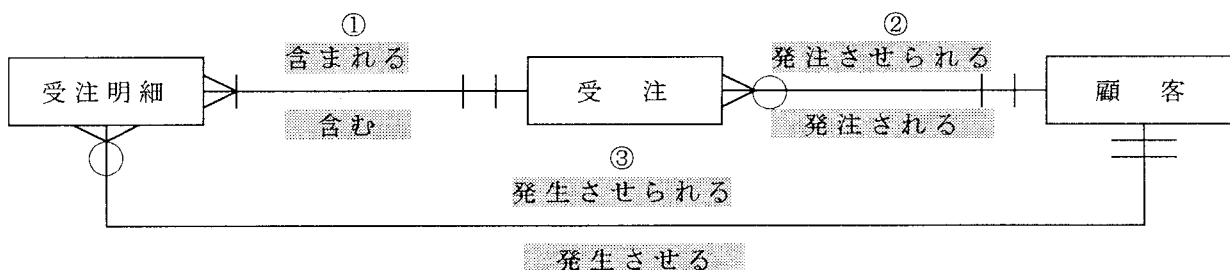 ①
含まれる
②
発注させられる
受注明細
受 注
顧 客
含む
発注される
③
発生させられる
発生させる